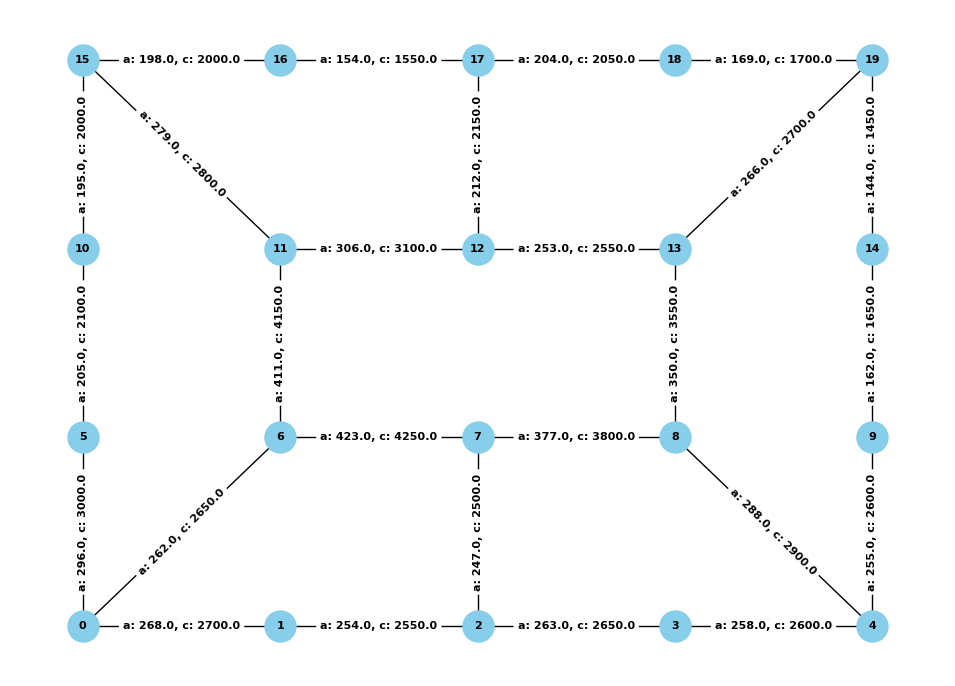 15
a: 198.0, c: 2000.0
16
a: 154.0, c: 1550.0
17
a: 204.0, c: 2050.0
18
a: 169.0, c: 1700.0
19
a: 195.0, c: 2000.0
a: 279.0, c: 2800.0
a: 212.0, c: 2150.0
a: 266.0, c: 2700.0
a: 144.0, c: 1450.0
10
11
a: 306.0, c: 3100.0
12
a: 253.0, c: 2550.0
13
14
a: 205.0, c: 2100.0
a: 411.0, c: 4150.0
a: 350.0, c: 3550.0
a: 162.0, c: 1650.0
5
6
a: 423.0, c: 4250.0
7
a: 377.0, c: 3800.0
8
9
a: 296.0, c: 3000.0
a: 262.0, c: 2650.0
a: 247.0, c: 2500.0
a: 288.0, c: 2900.0
a: 255.0, c: 2600.0
0
a: 268.0, c: 2700.0
1
a: 254.0, c: 2550.0
2
a: 263.0, c: 2650.0
3
a: 258.0, c: 2600.0
4